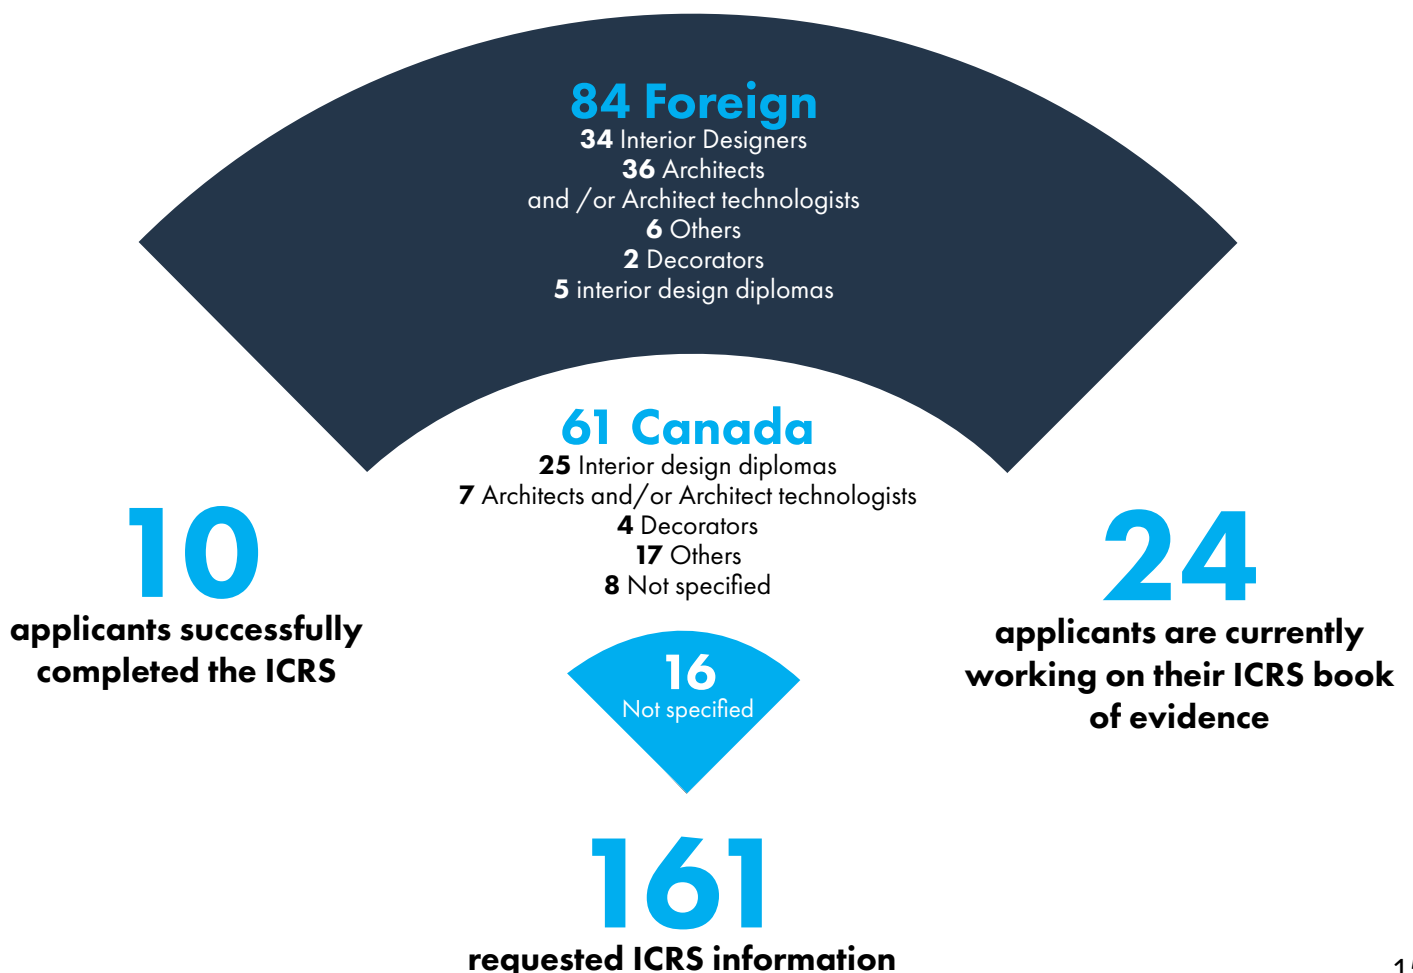 84 Foreign
34 Interior Designers
36 Architects
and /or Architect technologists
6 Others
2 Decorators
5 interior design diplomas
61 Canada
25 Interior design diplomas
7 Architects and/or Architect technologists
4 Decorators
17 Others
8 Not specified
10
applicants successfully
completed the ICRS
24
applicants are currently
working on their ICRS book
of evidence
16
Not specified
161
requested ICRS information